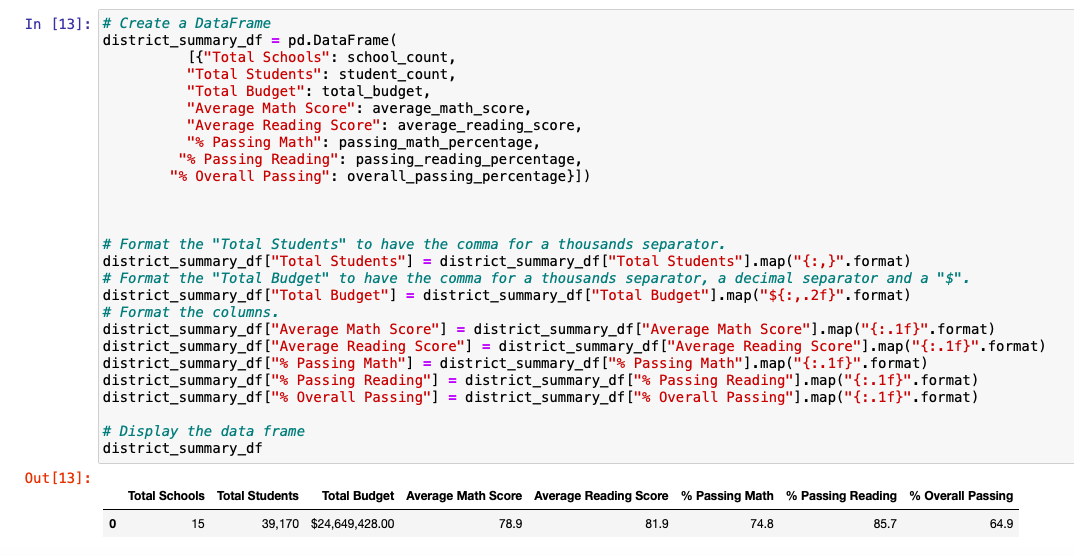 In [13]: # Create a DataFrame
district_summary_df = pd.DataFrame(
[{"Total Schools": school_count,
"Total Students": student_count,
"Total Budget": total_budget,
"Average Math Score": average_math_score,
"Average Reading Score": average_reading_score,
"% Passing Math": passing_math_percentage,
"% Passing Reading": passing_reading_percentage,
"% Overall Passing": overall_passing_percentage}])
# Format the "Total Students" to have the comma for a thousands separator.
district_summary_df["Total Students"] = district_summary_df["Total Students"].map("{:,}".format)
# Format the "Total Budget" to have the comma for a thousands separator, a decimal separator and a "$".
district_summary_df["Total Budget"] = district_summary_df["Total Budget"].map("${:,.2f}".format)
# Format the columns.
district_summary_df["Average Math Score"] = district_summary_df["Average Math Score"].map("{:.1f}".format)
district_summary_df["Average Reading Score"] = district_summary_df["Average Reading Score"].map("{:.1f}".format)
district_summary_df["% Passing Math"] = district_summary_df["% Passing Math"].map("{:.1f}".format)
district_summary_df["% Passing Reading"] = district_summary_df["% Passing Reading"].map("{:.1f}".format)
district_summary_df["% Overall Passing"] = district_summary_df["% Overall Passing"].map("{:.1f}".format)
# Display the data frame
district_summary_df
Out[13]:
Total Schools Total Students Total Budget Average Math Score Average Reading Score % Passing Math % Passing Reading % Overall Passing
0 15 39,170 $24,649,428.00 78.9 81.9 74.8 85.7 64.9